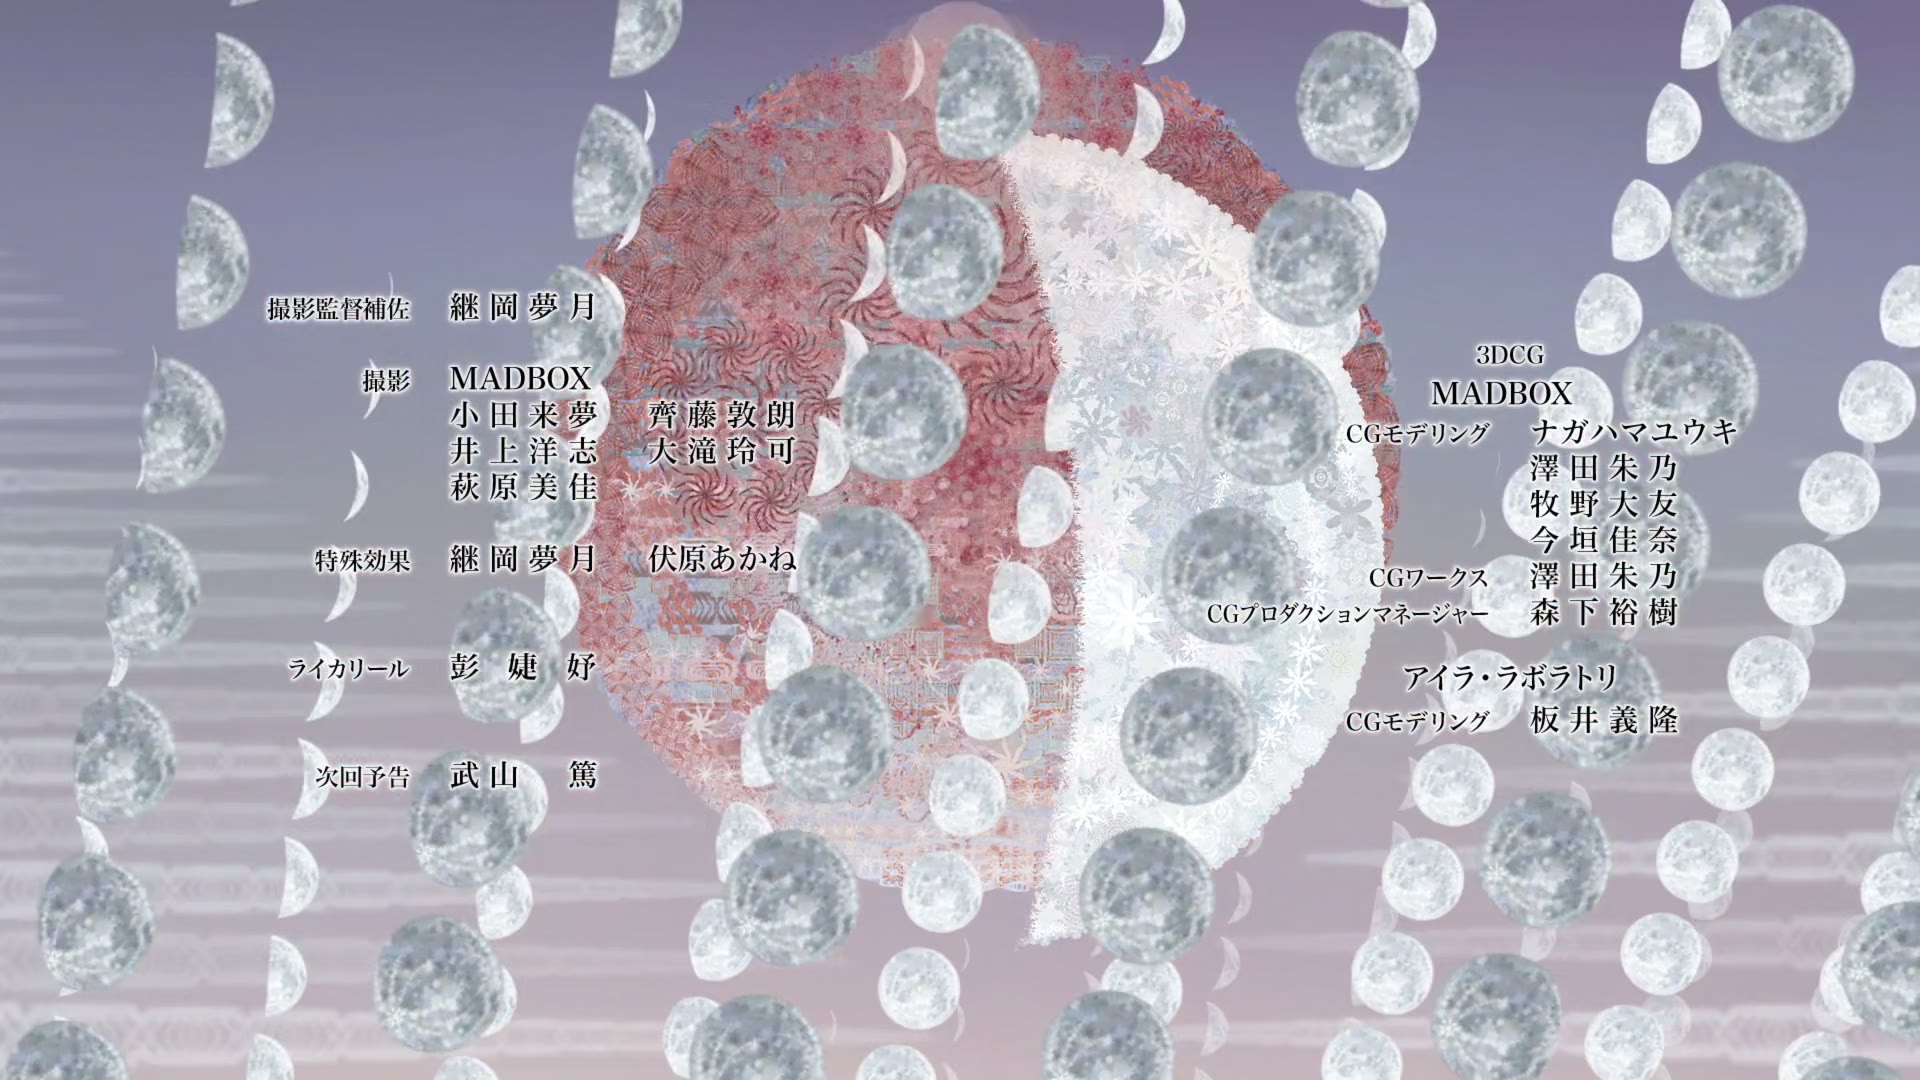 撮影監督補佐 継岡夢月
撮影 MADBOX
小田来夢 齊藤敦朗
井上洋志 大滝玲可
萩原美佳
特殊効果 継岡夢月 伏原あかね
ライカリール 彭 婕 妤
次回予告 武山 篤
3DCG
MADBOX
CGモデリング ナガハマユウキ
澤田朱乃
牧野大友
今垣佳奈
CGワークス 澤田朱乃
CGプロダクションマネージャー 森下裕樹
アイラ・ラボラトリ
CGモデリング 板井義隆